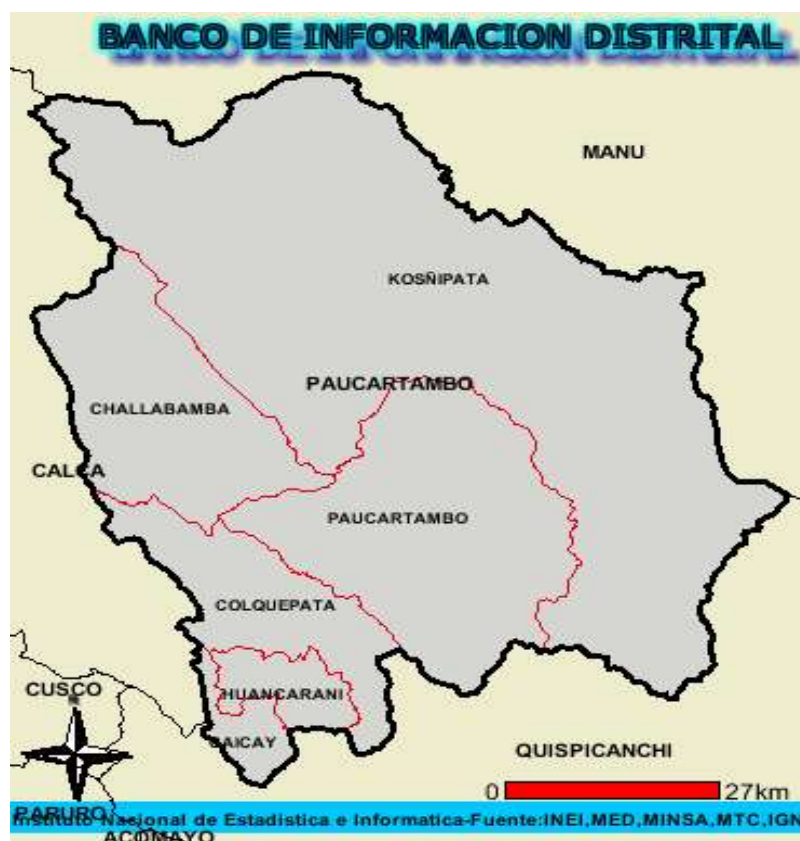 BANCO DE INFORMACION DISTRITAL
MANU
KOSÑIPATA
PAUCARTAMBO
CHALLABAMBA
CALCA
PAUCARTAMBO
COLQUEPATA
CUSCO
HUANCARANI
CAICAY
QUISPICANCHI
0 27km
PARURO
Instituto Nacional de Estadistica e Informatica-Fuente:INEI,MED,MINSA,MTC,IGN
ACOMAYO